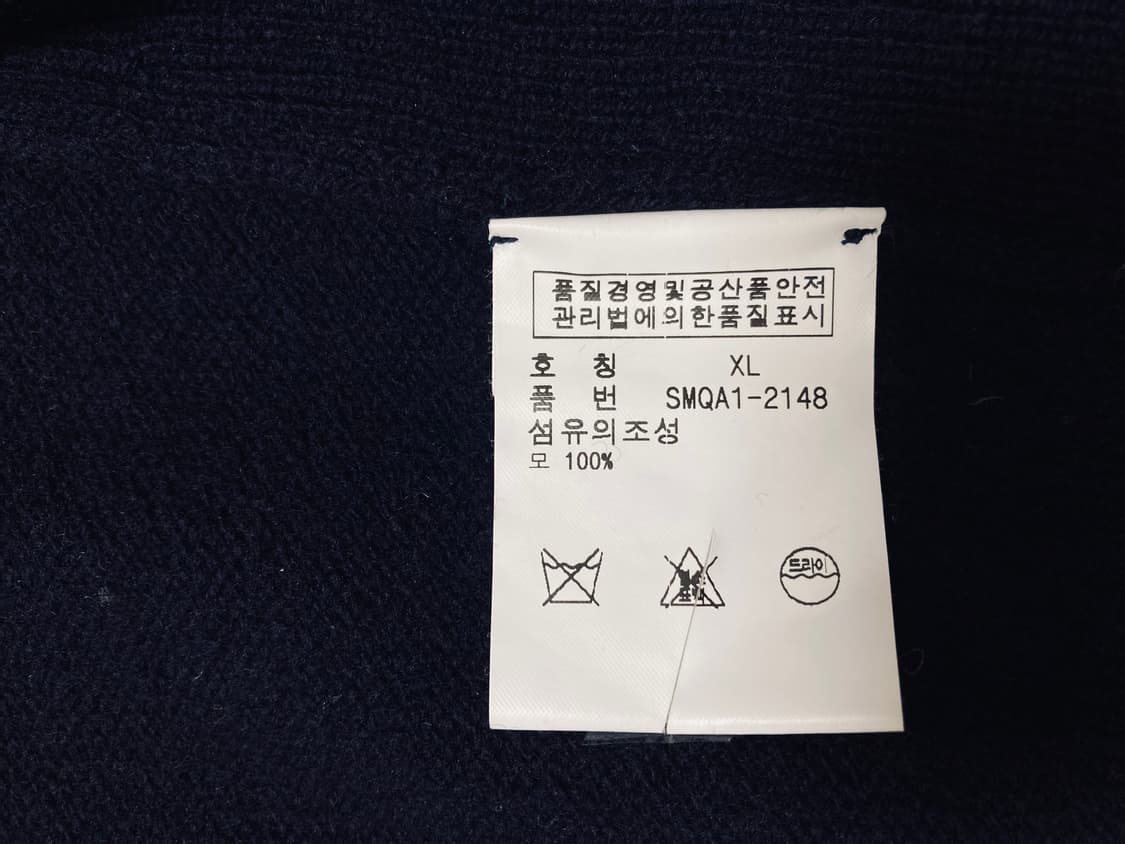 품질경영및공산품안전
관리법에의한품질표시
호 칭 XL
품 번 SMQA1-2148
섬유의조성
모 100%
드라이